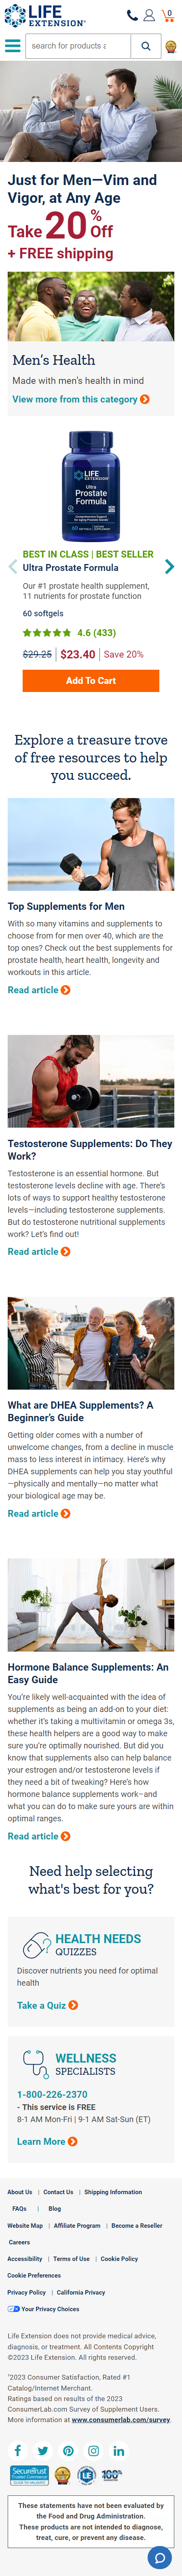 LIFE
EXTENSION®
0
search for products a
Just for Men—Vim and
Vigor, at Any Age
Take 20% Off
+ FREE shipping
Men's Health
Made with men's health in mind
View more from this category
LIFE EXTENSION
Ultra
Prostate
Formula
BEST IN CLASS | BEST SELLER
Ultra Prostate Formula
Our #1 prostate health supplement,
11 nutrients for prostate function
60 softgels
4.6 (433)
$29.25 | $23.40 | Save 20%
Add To Cart
Explore a treasure trove
of free resources to help
you succeed.
Top Supplements for Men
With so many vitamins and supplements to
choose from for men over 40, which are the
top ones? Check out the best supplements for
prostate health, heart health, longevity and
workouts in this article.
Read article
Testosterone Supplements: Do They
Work?
Testosterone is an essential hormone. But
testosterone levels decline with age. There's
lots of ways to support healthy testosterone
levels—including testosterone supplements.
But do testosterone nutritional supplements
work? Let's find out!
Read article
What are DHEA Supplements? A
Beginner's Guide
Getting older comes with a number of
unwelcome changes, from a decline in muscle
mass to less interest in intimacy. Here's why
DHEA supplements can help you stay youthful
—physically and mentally—no matter what
your biological age may be.
Read article
Hormone Balance Supplements: An
Easy Guide
You're likely well-acquainted with the idea of
supplements as being an add-on to your diet:
whether it's taking a multivitamin or omega 3s,
these health helpers are a good way to make
sure you're optimally nourished. But did you
know that supplements also can help balance
your estrogen and/or testosterone levels if
they need a bit of tweaking? Here's how
hormone balance supplements work–and
what you can do to make sure yours are within
optimal ranges.
Read article
Need help selecting
what's best for you?
HEALTH NEEDS
QUIZZES
Discover nutrients you need for optimal
health
Take a Quiz
WELLNESS
SPECIALISTS
1-800-226-2370
- This service is FREE
8-1 AM Mon-Fri | 9-1 AM Sat-Sun (ET)
Learn More
About Us | Contact Us | Shipping Information
FAQs | Blog
Website Map | Affiliate Program | Become a Reseller
Careers
Accessibility | Terms of Use | Cookie Policy
Cookie Preferences
Privacy Policy | California Privacy
Your Privacy Choices
Life Extension does not provide medical advice,
diagnosis, or treatment. All Contents Copyright
©2023 Life Extension. All rights reserved.
†2023 Consumer Satisfaction, Rated #1
Catalog/Internet Merchant.
Ratings based on results of the 2023
ConsumerLab.com Survey of Supplement Users.
More information at www.consumerlab.com/survey.
SecureTrust
Trusted Commerce
CLICK TO VALIDATE
LE
100%
These statements have not been evaluated by
the Food and Drug Administration.
These products are not intended to diagnose,
treat, cure, or prevent any disease.